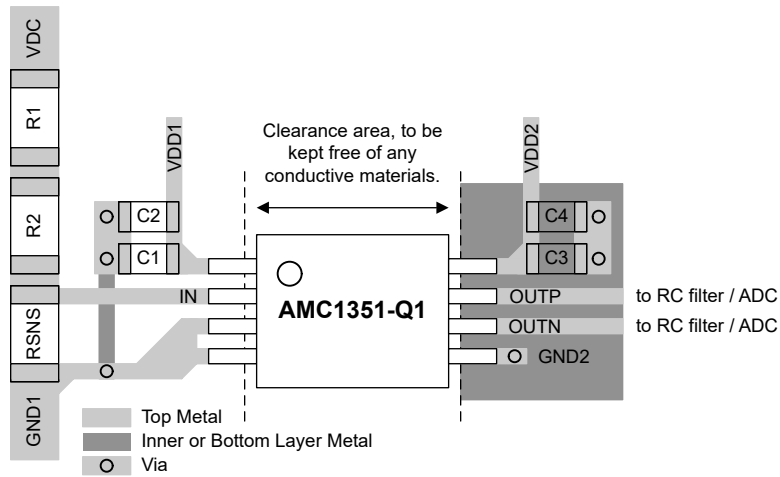 VDC
R1
R2
RSNS
GND1
VDD1
C2
C1
IN
Clearance area, to be
kept free of any
conductive materials.
AMC1351-Q1
VDD2
C4
C3
OUTP
to RC filter / ADC
OUTN
to RC filter / ADC
GND2
Top Metal
Inner or Bottom Layer Metal
Via